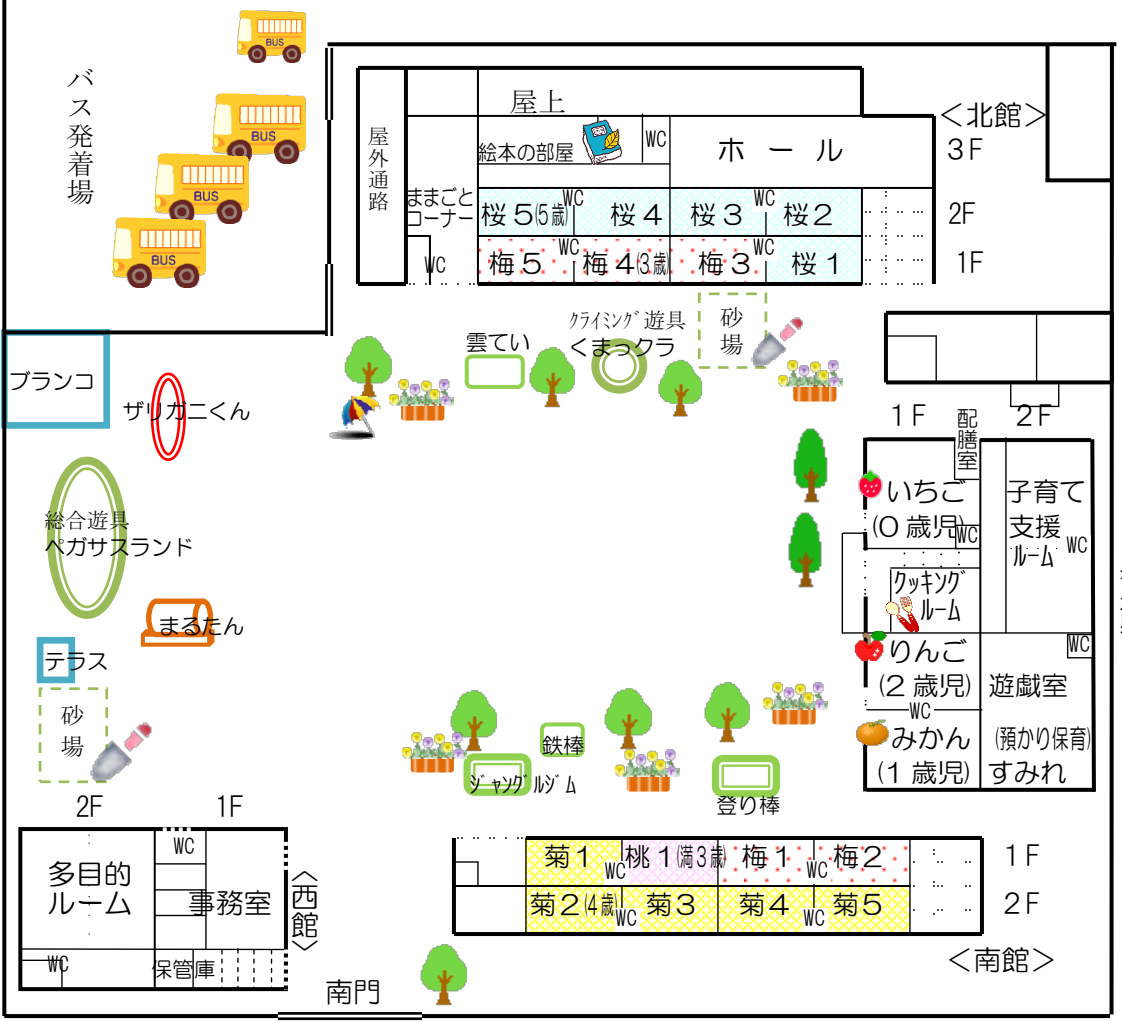 バス発着場
BUS
BUS
BUS
BUS
屋外通路
屋上
絵本の部屋
WC
ホール
<北館>
3F
ままごと
コーナー
桜5(5歳)
WC
桜4
桜3
WC
桜2
2F
WC
梅5
WC
梅4(3歳)
梅3
WC
桜1
1F
ブランコ
ザリガニくん
雲てい
クライミング遊具
くまっクラ
砂場
総合遊具
ペガサスランド
まるたん
テラス
砂場
1F
配膳室
2F
いちご
(0歳児)
WC
子育て
支援
ルーム
WC
クッキング
ルーム
りんご
(2歳児)
WC
WC
遊戯室
みかん
(1歳児)
(預かり保育)
すみれ
鉄棒
ジャングルジム
登り棒
2F
1F
多目的
ルーム
WC
事務室
<西館>
WC
保管庫
菊1
WC
桃1(満3歳)
梅1
WC
梅2
1F
菊2(4歳)
WC
菊3
菊4
WC
菊5
2F
<南館>
南門